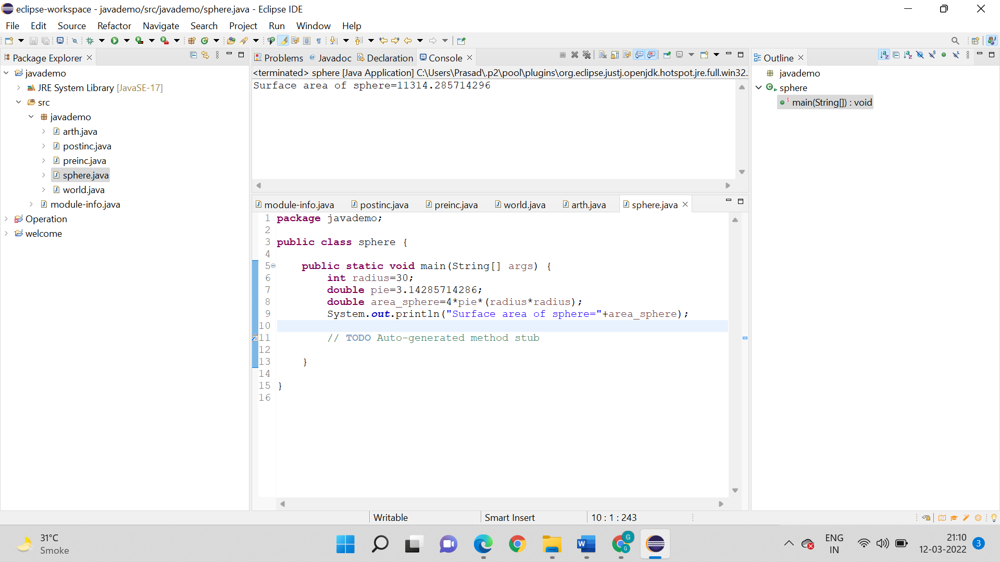 eclipse-workspace - javademo/src/javademo/sphere.java - Eclipse IDE
File Edit Source Refactor Navigate Search Project Run Window Help
Package Explorer
javademo
JRE System Library [JavaSE-17]
src
javademo
arth.java
postinc.java
preinc.java
sphere.java
world.java
module-info.java
Operation
welcome
Problems @ Javadoc Declaration Console
<terminated> sphere [Java Application] C:\Users\Prasad\.p2\pool\plugins\org.eclipse.justj.openjdk.hotspot.jre.full.win32.
Surface area of sphere=11314.285714296
module-info.java postinc.java preinc.java world.java arth.java sphere.java
1 package javademo;
2
3 public class sphere {
4
5 public static void main(String[] args) {
6 int radius=30;
7 double pie=3.14285714286;
8 double area_sphere=4*pie*(radius*radius);
9 System.out.println("Surface area of sphere="+area_sphere);
10
11 // TODO Auto-generated method stub
12
13 }
14
15 }
16
Outline
javademo
sphere
main(String[]) : void
Writable Smart Insert 10 : 1 : 243
31°C
Smoke
ENG
IN
21:10
12-03-2022
3